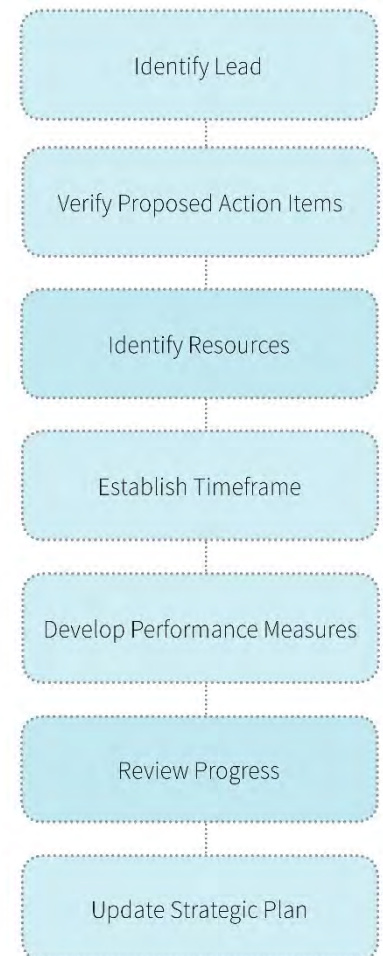 Identify Lead
Verify Proposed Action Items
Identify Resources
Establish Timeframe
Develop Performance Measures
Review Progress
Update Strategic Plan